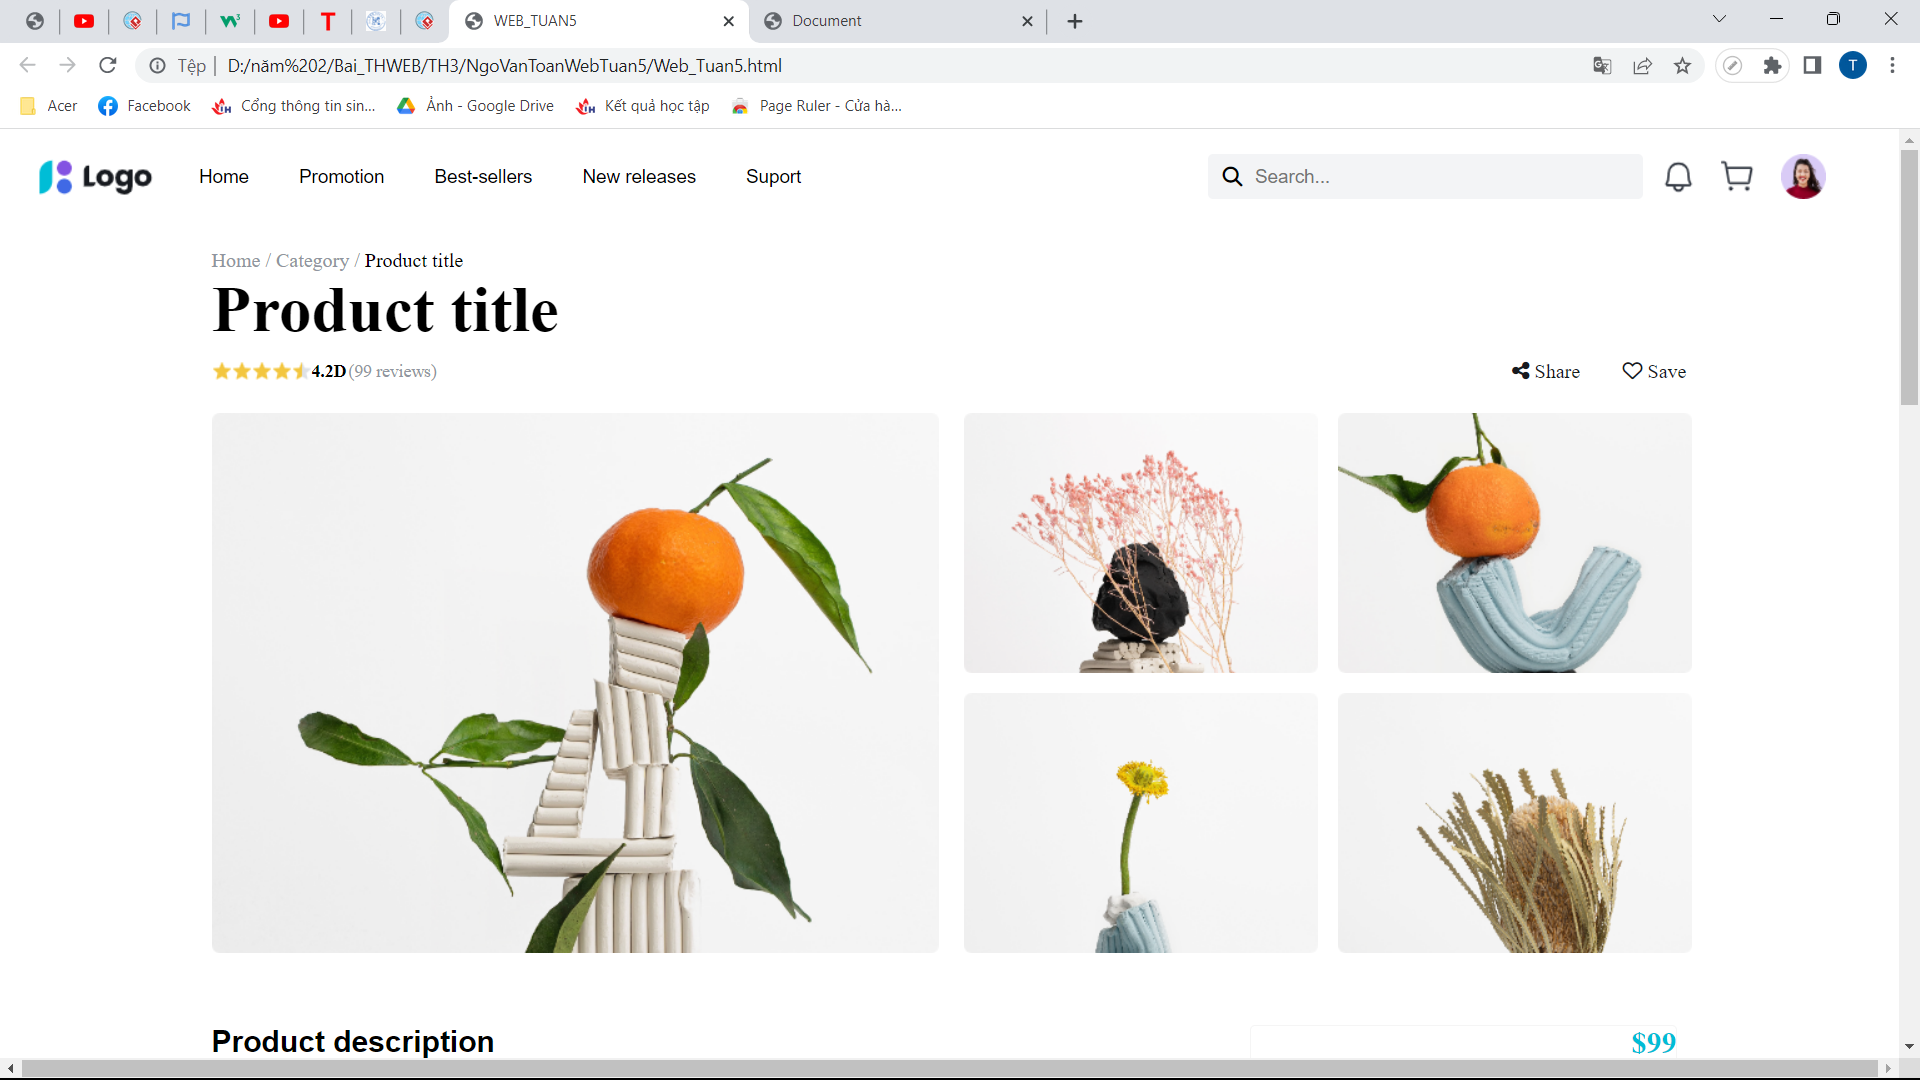 WEB_TUAN5
Document
Tệp
D:/năm%202/Bai_THWEB/TH3/NgoVanToanWebTuan5/Web_Tuan5.html
T
Acer
Facebook
Cổng thông tin sin...
Ảnh - Google Drive
Kết quả học tập
Page Ruler - Cửa hà...
Logo
Home
Promotion
Best-sellers
New releases
Suport
Search...
Home / Category / Product title
Product title
4.2D (99 reviews)
Share
Save
Product description
$99